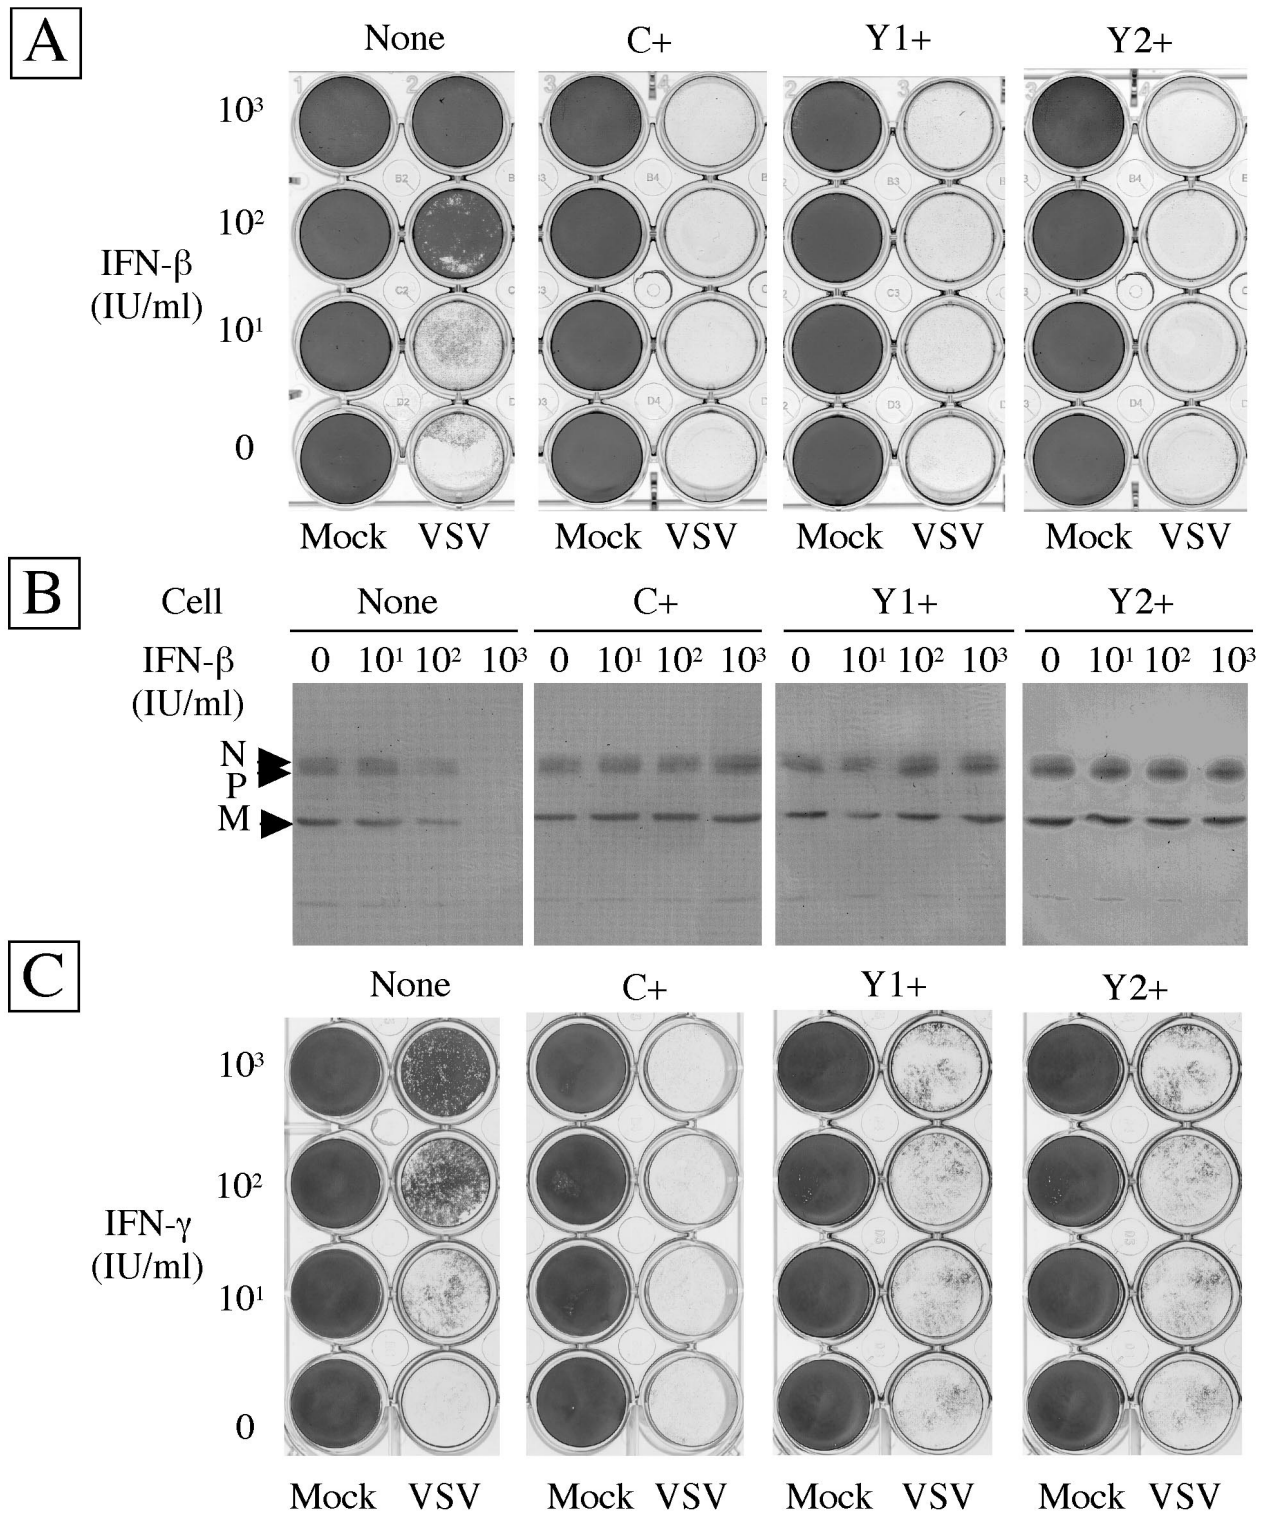 A
None C+ Y1+ Y2+
10³
10²
IFN-β
(IU/ml)
10¹
0
Mock VSV Mock VSV Mock VSV Mock VSV
B
Cell None C+ Y1+ Y2+
IFN-β 0 10¹ 10² 10³ 0 10¹ 10² 10³ 0 10¹ 10² 10³ 0 10¹ 10² 10³
(IU/ml)
N
P
M
C
None C+ Y1+ Y2+
10³
10²
IFN-γ
(IU/ml)
10¹
0
Mock VSV Mock VSV Mock VSV Mock VSV